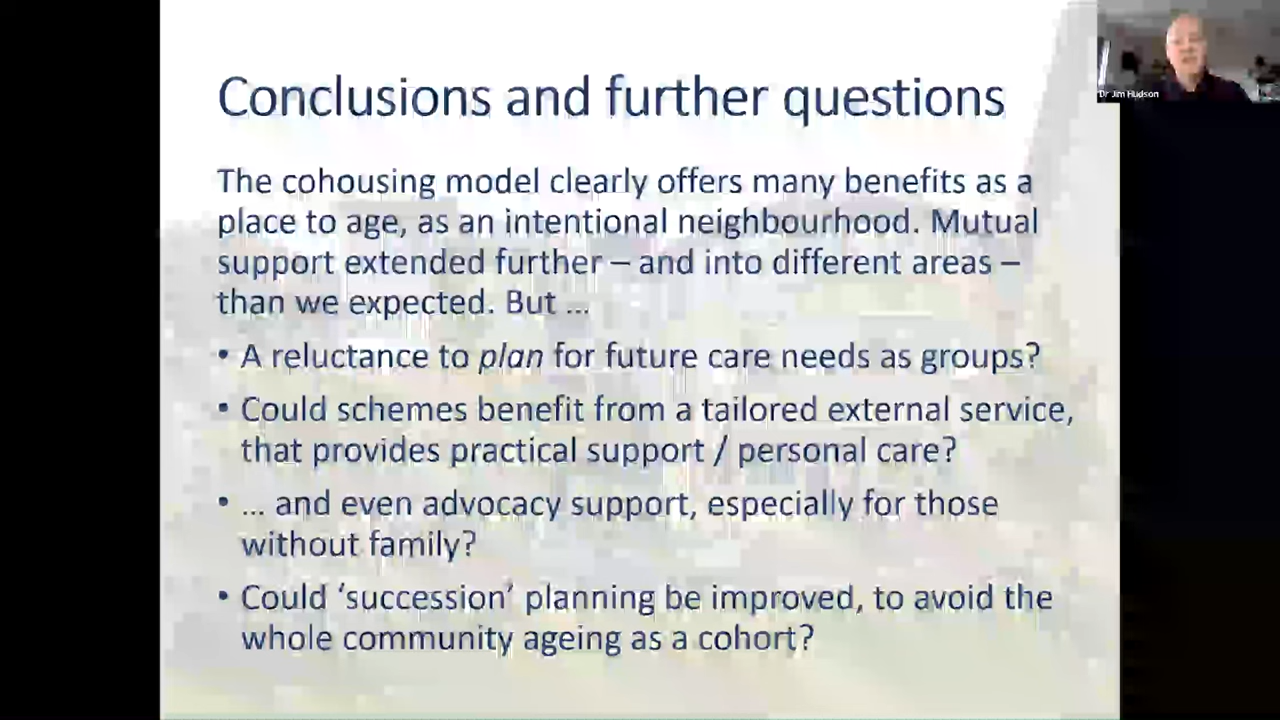 Conclusions and further questions
Dr Jim Hudson
The cohousing model clearly offers many benefits as a
place to age, as an intentional neighbourhood. Mutual
support extended further – and into different areas –
than we expected. But ...
• A reluctance to plan for future care needs as groups?
• Could schemes benefit from a tailored external service,
that provides practical support / personal care?
• ... and even advocacy support, especially for those
without family?
• Could ‘succession’ planning be improved, to avoid the
whole community ageing as a cohort?